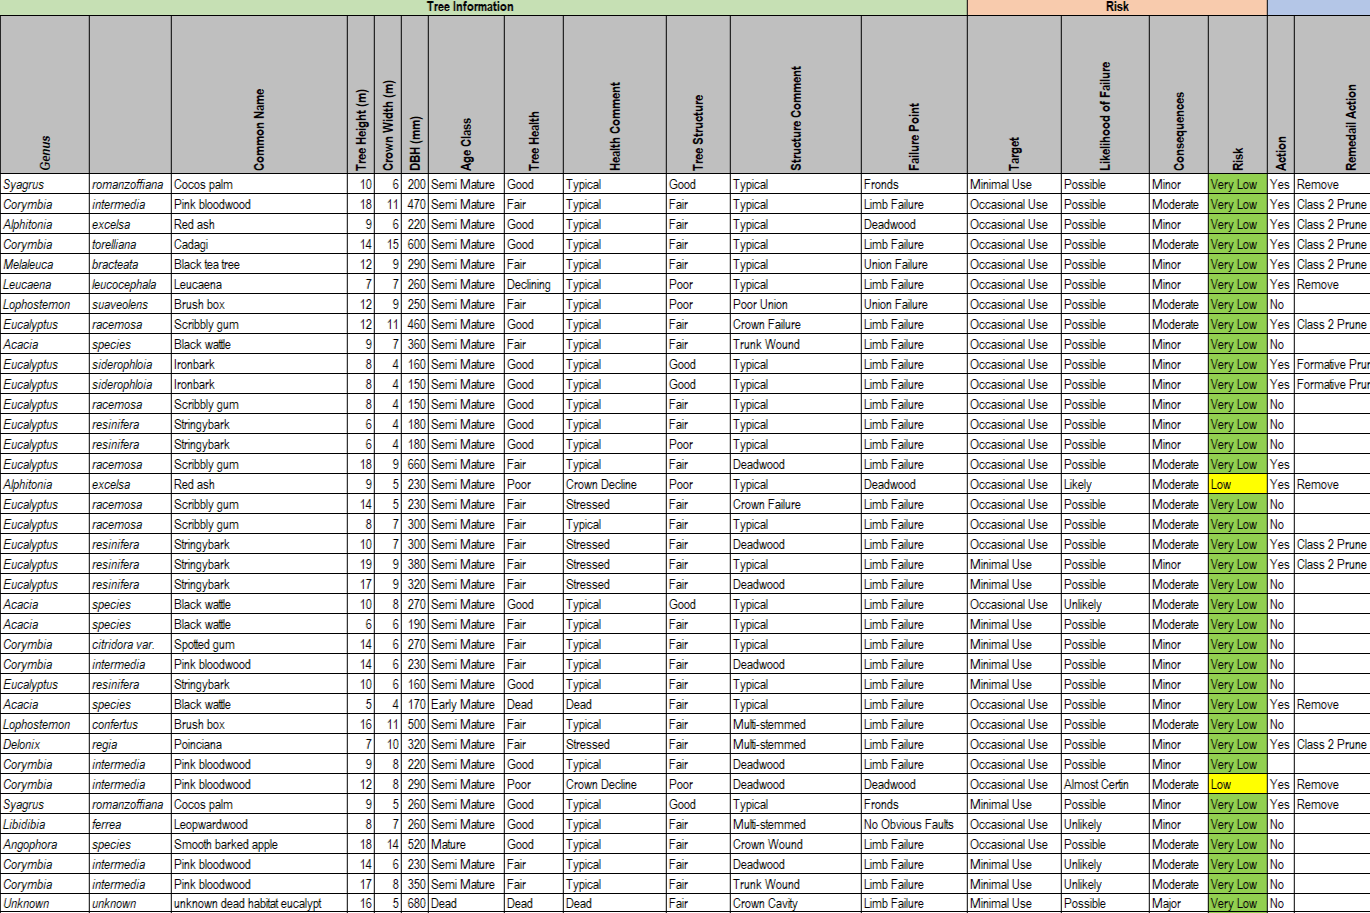 Tree Information Risk
Genus Common Name Tree Height (m) Crown Width (m) DBH (mm) Age Class Tree Health Health Comment Tree Structure Structure Comment Failure Point Target Likelihood of Failure Consequences Risk Action Remedail Action
Syagrus romanzoffiana Cocos palm 10 6 200 Semi Mature Good Typical Good Typical Fronds Minimal Use Possible Minor Very Low Yes Remove
Corymbia intermedia Pink bloodwood 18 11 470 Semi Mature Fair Typical Fair Typical Limb Failure Occasional Use Possible Moderate Very Low Yes Class 2 Prune
Alphitonia excelsa Red ash 9 6 220 Semi Mature Good Typical Fair Typical Deadwood Occasional Use Possible Minor Very Low Yes Class 2 Prune
Corymbia torelliana Cadagi 14 15 600 Semi Mature Good Typical Fair Typical Limb Failure Occasional Use Possible Moderate Very Low Yes Class 2 Prune
Melaleuca bracteata Black tea tree 12 9 290 Semi Mature Fair Typical Fair Typical Union Failure Occasional Use Possible Minor Very Low Yes Class 2 Prune
Leucaena leucocephala Leucaena 7 7 260 Semi Mature Declining Typical Poor Typical Limb Failure Occasional Use Possible Minor Very Low Yes Remove
Lophostemon suaveolens Brush box 12 9 250 Semi Mature Fair Typical Poor Poor Union Union Failure Occasional Use Possible Moderate Very Low No
Eucalyptus racemosa Scribbly gum 12 11 460 Semi Mature Good Typical Fair Crown Failure Limb Failure Occasional Use Possible Moderate Very Low Yes Class 2 Prune
Acacia species Black wattle 9 7 360 Semi Mature Fair Typical Fair Trunk Wound Limb Failure Occasional Use Possible Minor Very Low No
Eucalyptus siderophloia Ironbark 8 4 160 Semi Mature Good Typical Good Typical Limb Failure Occasional Use Possible Minor Very Low Yes Formative Prun
Eucalyptus siderophloia Ironbark 8 4 150 Semi Mature Good Typical Good Typical Limb Failure Occasional Use Possible Minor Very Low Yes Formative Prun
Eucalyptus racemosa Scribbly gum 8 4 150 Semi Mature Good Typical Fair Typical Limb Failure Occasional Use Possible Minor Very Low No
Eucalyptus resinifera Stringybark 6 4 180 Semi Mature Good Typical Fair Typical Limb Failure Occasional Use Possible Minor Very Low No
Eucalyptus resinifera Stringybark 6 4 180 Semi Mature Good Typical Poor Typical Limb Failure Occasional Use Possible Minor Very Low No
Eucalyptus racemosa Scribbly gum 18 9 660 Semi Mature Fair Typical Fair Deadwood Limb Failure Occasional Use Possible Moderate Very Low Yes
Alphitonia excelsa Red ash 9 5 230 Semi Mature Poor Crown Decline Poor Typical Deadwood Occasional Use Likely Moderate Low Yes Remove
Eucalyptus racemosa Scribbly gum 14 5 230 Semi Mature Fair Stressed Fair Crown Failure Limb Failure Occasional Use Possible Moderate Very Low No
Eucalyptus racemosa Scribbly gum 8 7 300 Semi Mature Fair Typical Fair Typical Limb Failure Occasional Use Possible Moderate Very Low No
Eucalyptus resinifera Stringybark 10 7 300 Semi Mature Fair Stressed Fair Deadwood Limb Failure Occasional Use Possible Moderate Very Low Yes Class 2 Prune
Eucalyptus resinifera Stringybark 19 9 380 Semi Mature Fair Stressed Fair Typical Limb Failure Minimal Use Possible Minor Very Low Yes Class 2 Prune
Eucalyptus resinifera Stringybark 17 9 320 Semi Mature Fair Stressed Fair Deadwood Limb Failure Minimal Use Possible Moderate Very Low No
Acacia species Black wattle 10 8 270 Semi Mature Good Typical Good Typical Limb Failure Occasional Use Unlikely Moderate Very Low No
Acacia species Black wattle 6 6 190 Semi Mature Fair Typical Fair Typical Limb Failure Minimal Use Possible Moderate Very Low No
Corymbia citridora var. Spotted gum 14 6 270 Semi Mature Fair Typical Fair Typical Limb Failure Minimal Use Possible Minor Very Low No
Corymbia intermedia Pink bloodwood 14 6 230 Semi Mature Fair Typical Fair Deadwood Limb Failure Minimal Use Possible Minor Very Low No
Eucalyptus resinifera Stringybark 10 6 160 Semi Mature Good Typical Fair Typical Limb Failure Minimal Use Possible Minor Very Low No
Acacia species Black wattle 5 4 170 Early Mature Dead Dead Fair Typical Limb Failure Occasional Use Possible Minor Very Low Yes Remove
Lophostemon confertus Brush box 16 11 500 Semi Mature Fair Typical Fair Multi-stemmed Limb Failure Occasional Use Possible Moderate Very Low No
Delonix regia Poinciana 7 10 320 Semi Mature Fair Stressed Fair Multi-stemmed Limb Failure Occasional Use Possible Minor Very Low Yes Class 2 Prune
Corymbia intermedia Pink bloodwood 9 8 220 Semi Mature Good Typical Fair Deadwood Limb Failure Occasional Use Possible Minor Very Low
Corymbia intermedia Pink bloodwood 12 8 290 Semi Mature Poor Crown Decline Poor Deadwood Deadwood Occasional Use Almost Certin Moderate Low Yes Remove
Syagrus romanzoffiana Cocos palm 9 5 260 Semi Mature Good Typical Good Typical Fronds Minimal Use Possible Minor Very Low Yes Remove
Libidibia ferrea Leopwardwood 8 7 260 Semi Mature Good Typical Fair Multi-stemmed No Obvious Faults Occasional Use Unlikely Minor Very Low No
Angophora species Smooth barked apple 18 14 520 Mature Good Typical Fair Crown Wound Limb Failure Occasional Use Possible Moderate Very Low No
Corymbia intermedia Pink bloodwood 14 6 230 Semi Mature Fair Typical Fair Deadwood Limb Failure Minimal Use Unlikely Moderate Very Low No
Corymbia intermedia Pink bloodwood 17 8 350 Semi Mature Fair Typical Fair Trunk Wound Limb Failure Minimal Use Unlikely Moderate Very Low No
Unknown unknown unknown dead habitat eucalypt 16 5 680 Dead Dead Dead Fair Crown Cavity Limb Failure Minimal Use Possible Major Very Low No